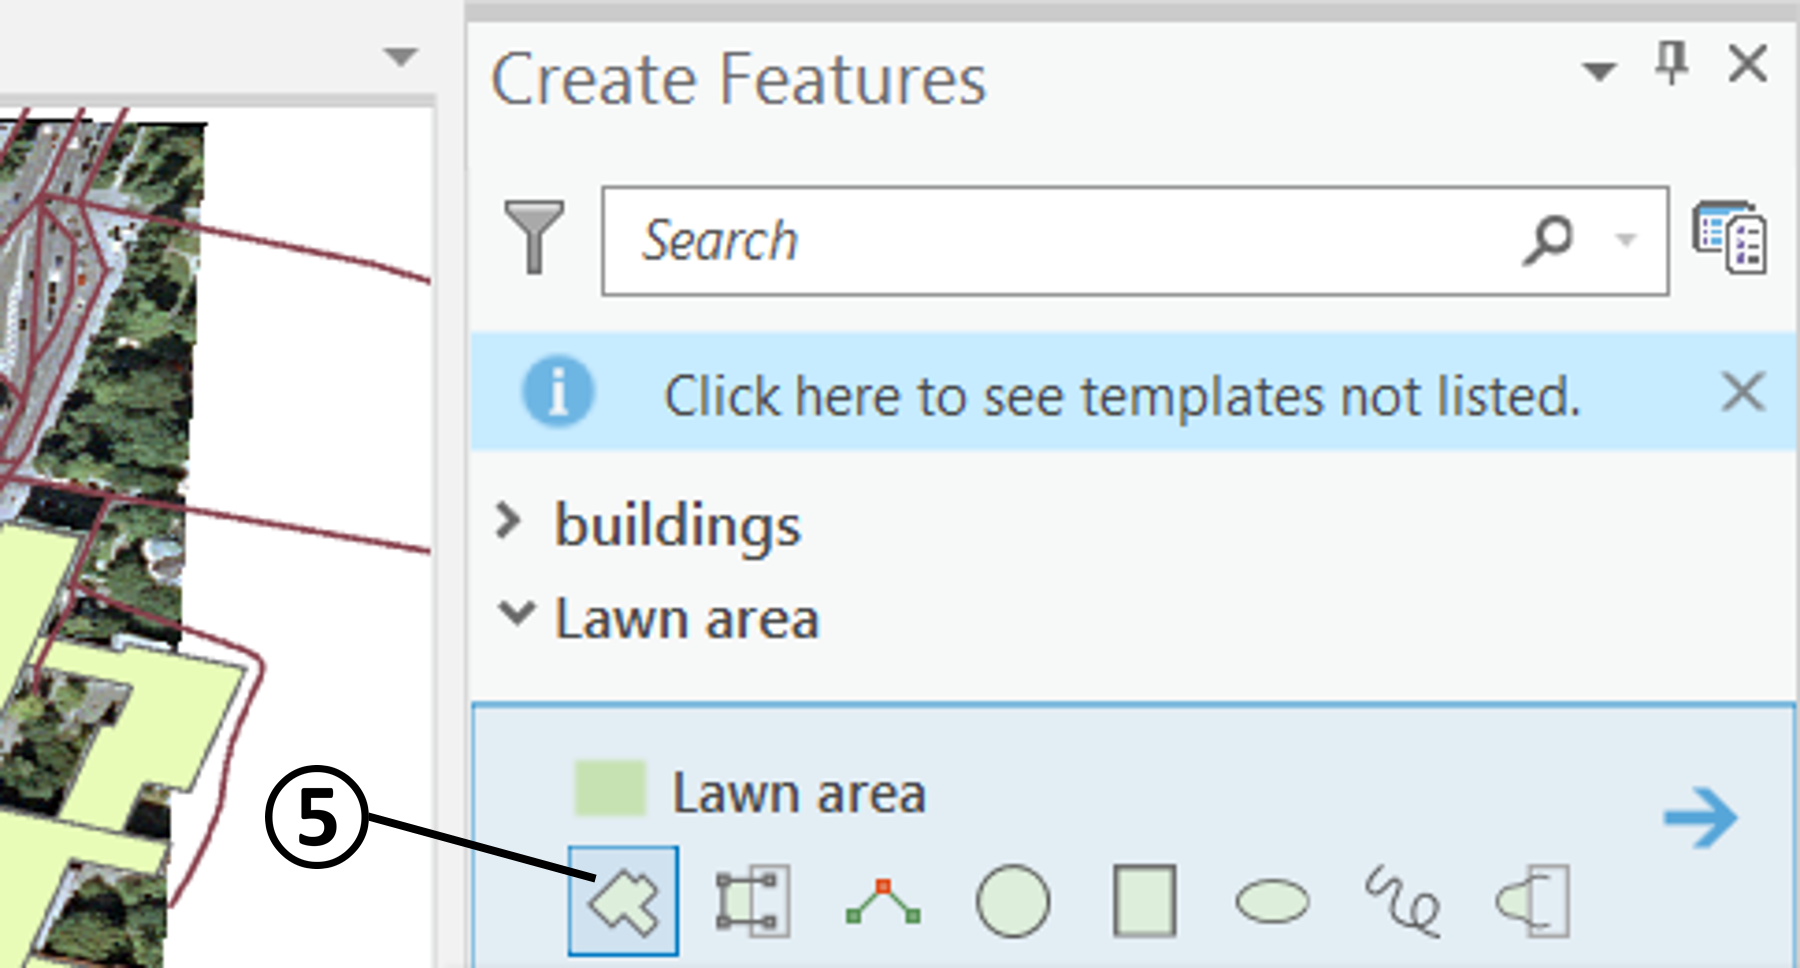 Create Features
Search
Click here to see templates not listed.
buildings
Lawn area
Lawn area
5